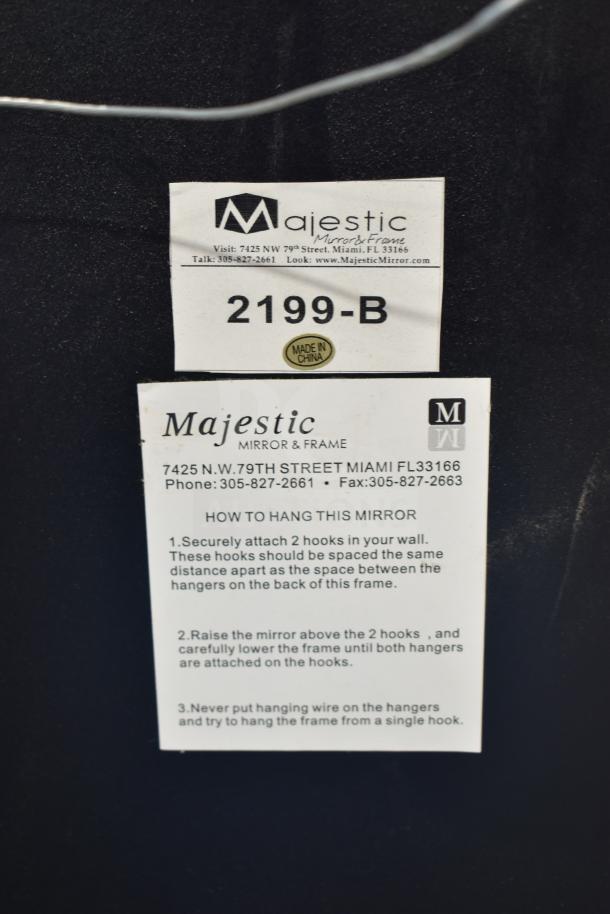 Majestic
Mirror & Frame
Visit: 7425 NW 79th Street, Miami, FL 33166
Talk: 305-827-2661 Look: www.MajesticMirror.com
2199-B
MADE IN
CHINA
Majestic
MIRROR & FRAME
M
M
7425 N.W.79TH STREET MIAMI FL33166
Phone:305-827-2661 • Fax:305-827-2663
HOW TO HANG THIS MIRROR
1.Securely attach 2 hooks in your wall.
These hooks should be spaced the same
distance apart as the space between the
hangers on the back of this frame.
2.Raise the mirror above the 2 hooks , and
carefully lower the frame until both hangers
are attached on the hooks.
3.Never put hanging wire on the hangers
and try to hang the frame from a single hook.